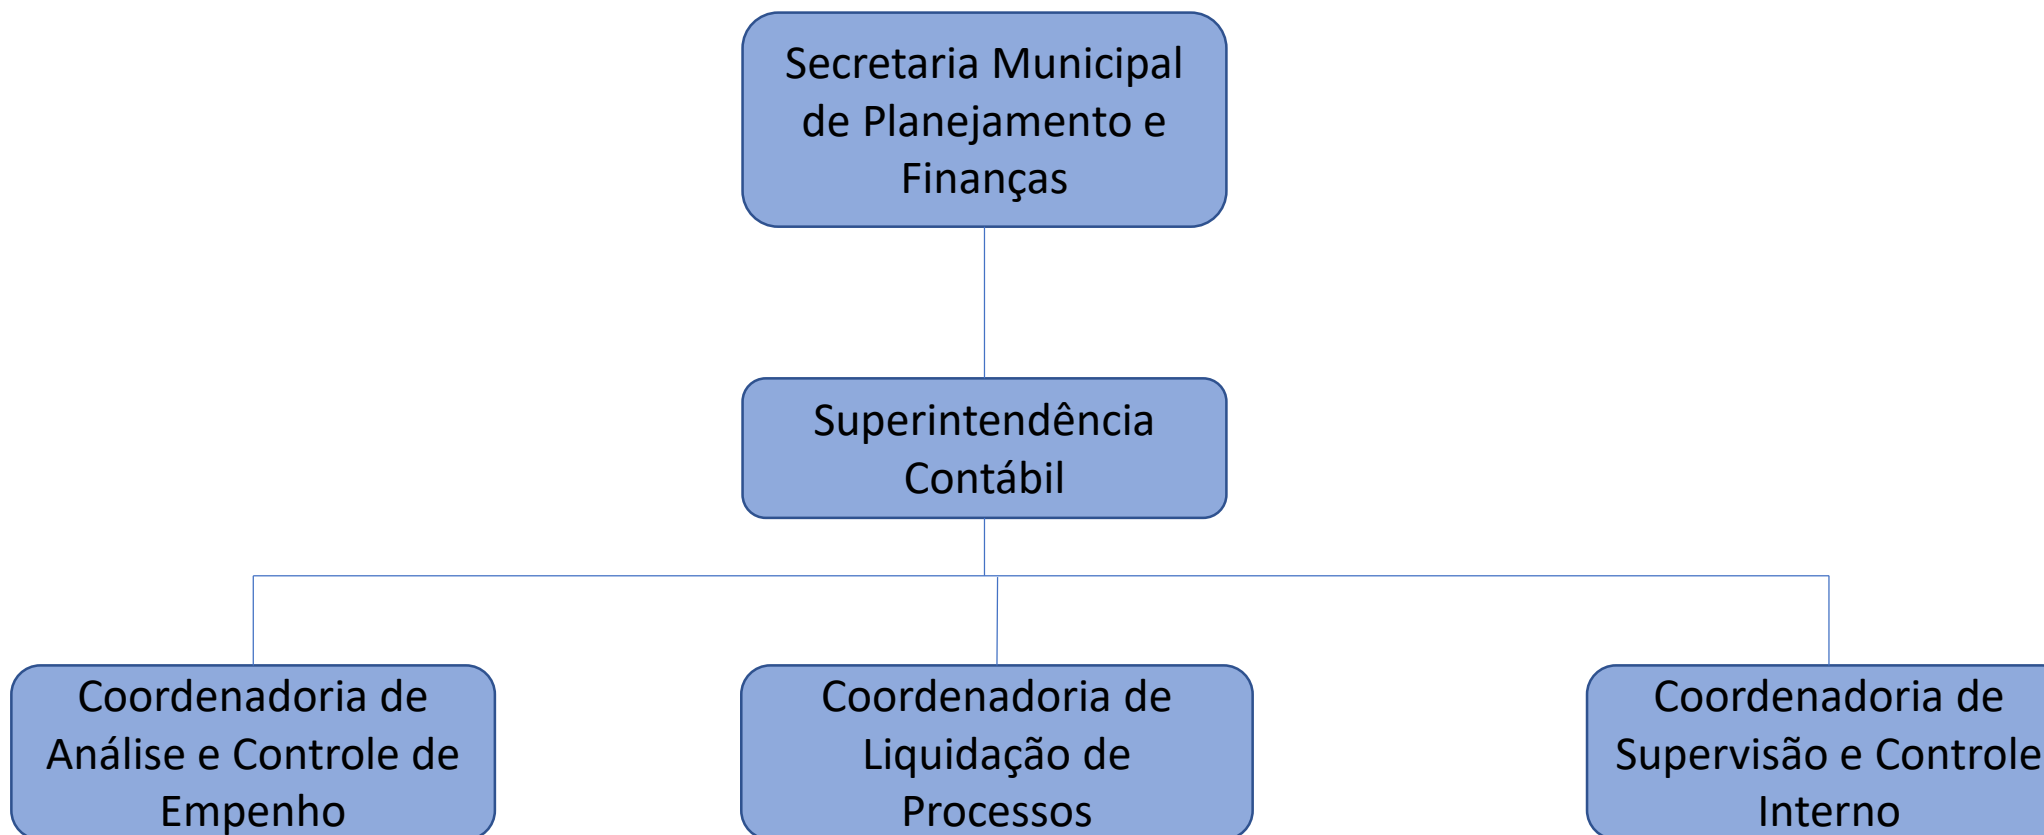 Secretaria Municipal
de Planejamento e
Finanças
Superintendência
Contábil
Coordenadoria de
Análise e Controle de
Empenho
Coordenadoria de
Liquidação de
Processos
Coordenadoria de
Supervisão e Controle
Interno